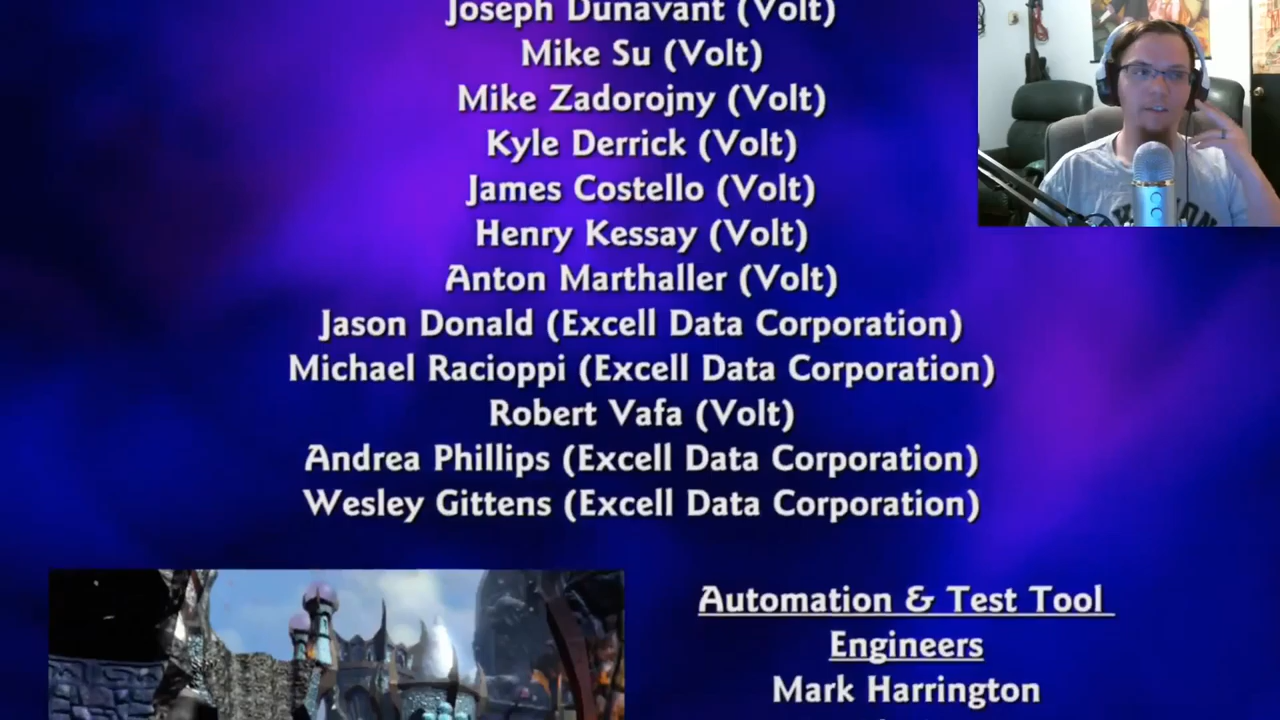 Joseph Dunavant (Volt)
Mike Su (Volt)
Mike Zadorojny (Volt)
Kyle Derrick (Volt)
James Costello (Volt)
Henry Kessay (Volt)
Anton Marthaller (Volt)
Jason Donald (Excell Data Corporation)
Michael Racioppi (Excell Data Corporation)
Robert Vafa (Volt)
Andrea Phillips (Excell Data Corporation)
Wesley Gittens (Excell Data Corporation)
Automation & Test Tool
Engineers
Mark Harrington